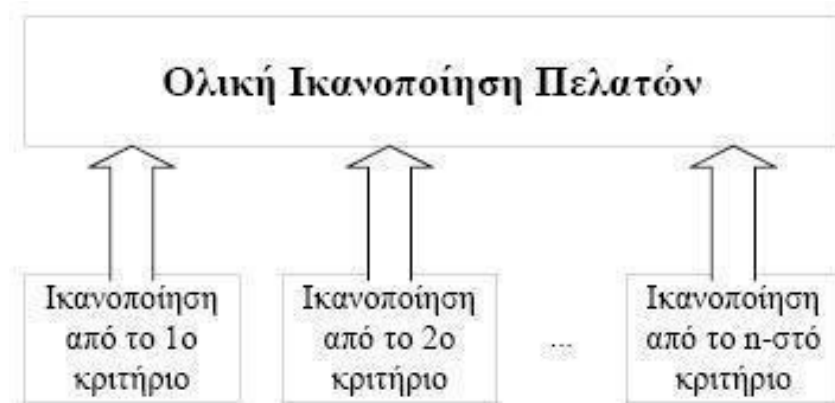 Ολική Ικανοποίηση Πελατών
Ικανοποίηση
από το 1ο
κριτήριο
Ικανοποίηση
από το 2ο
κριτήριο
...
Ικανοποίηση
από το n-στό
κριτήριο